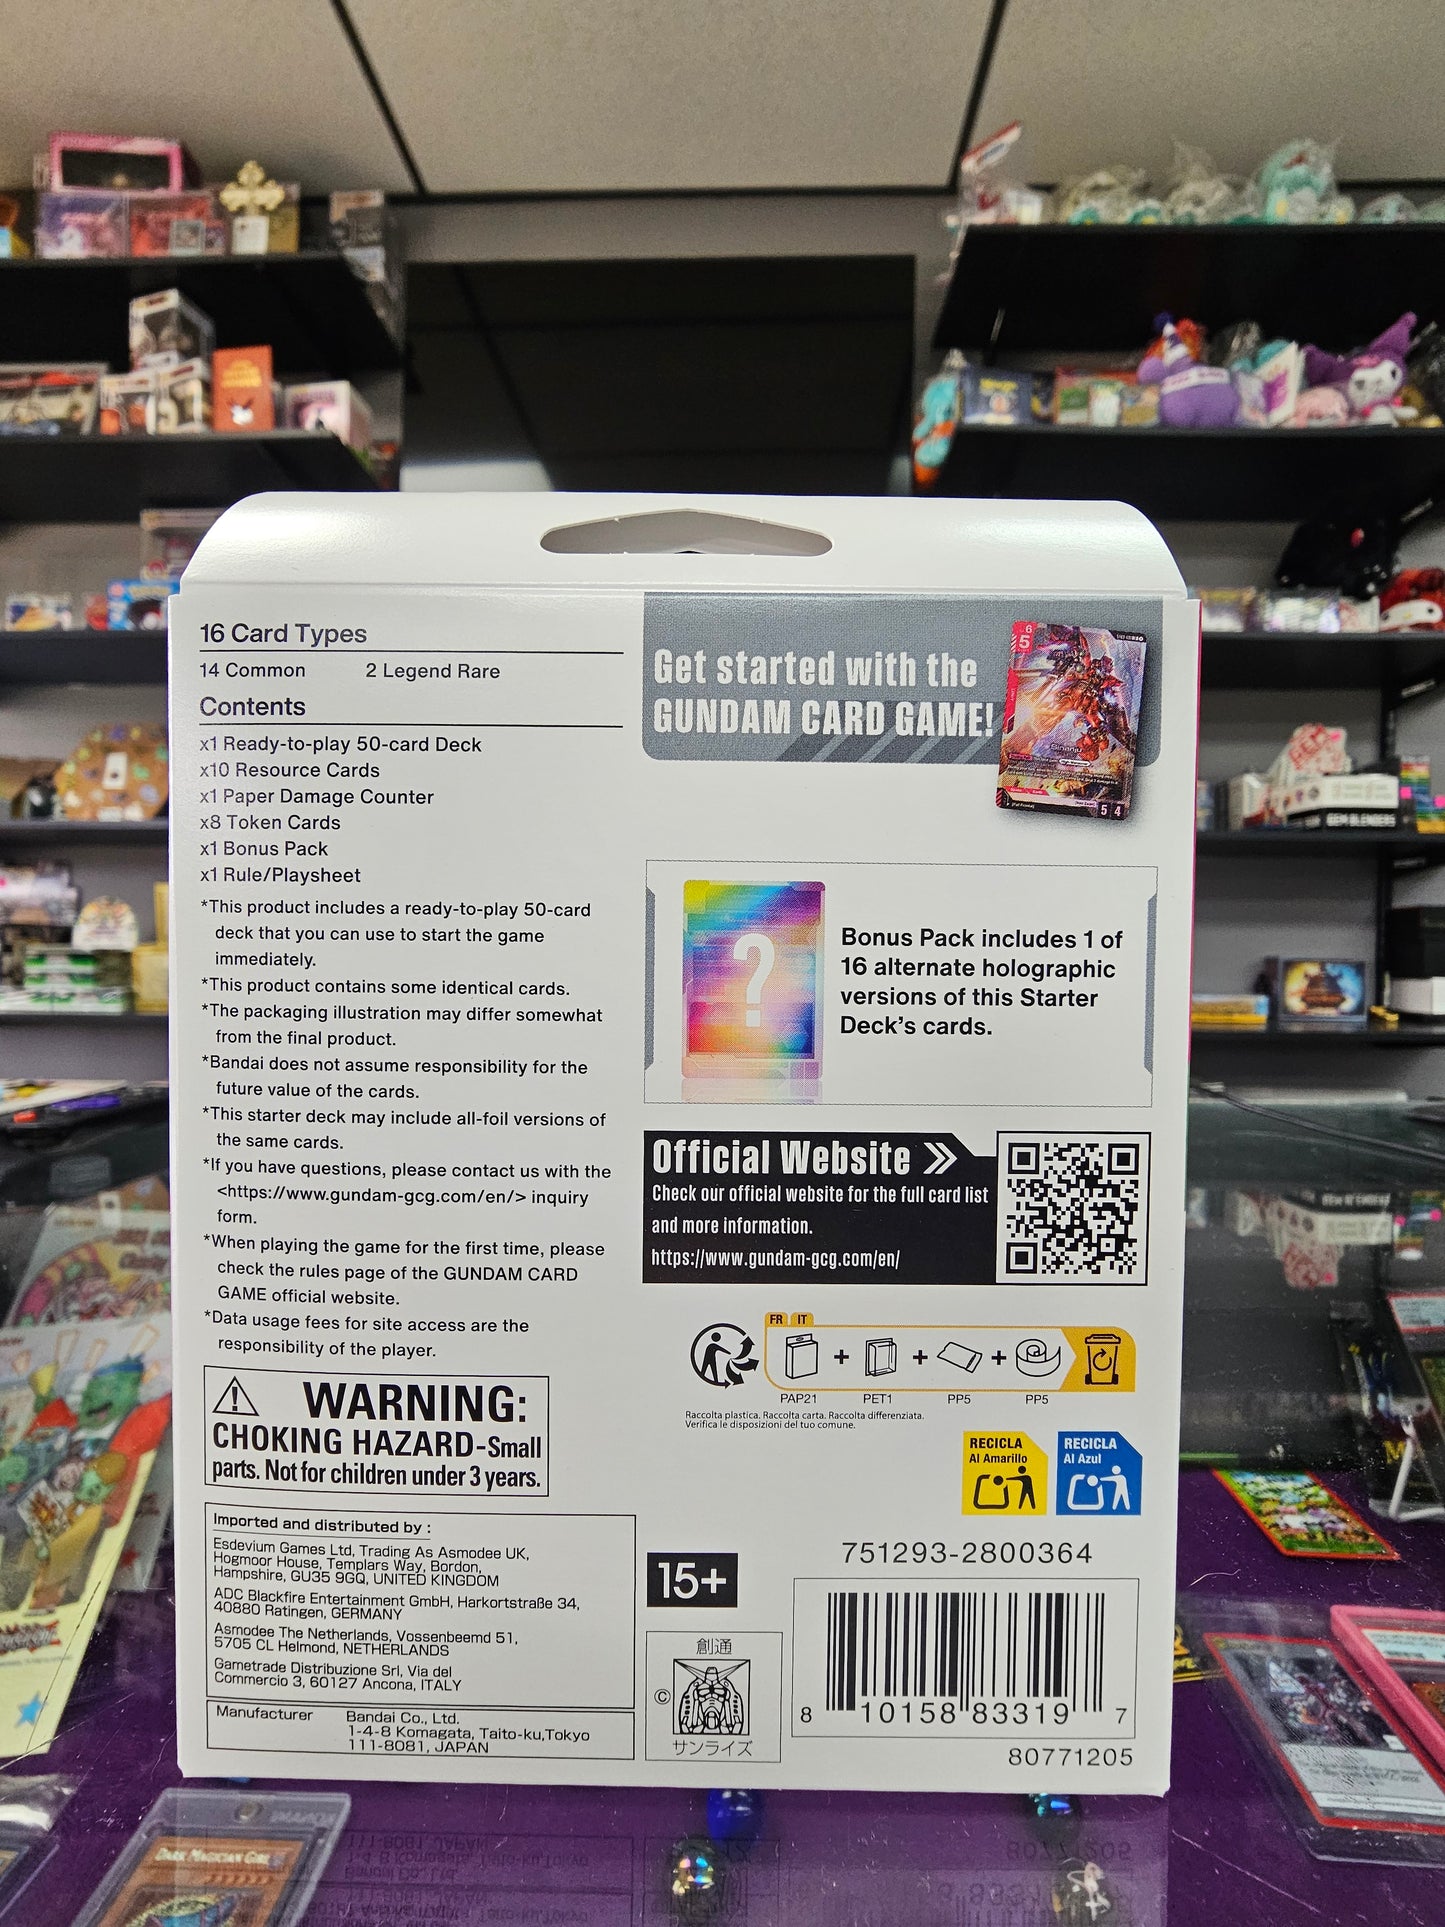 16 Card Types
14 Common 2 Legend Rare
Contents
x1 Ready-to-play 50-card Deck
x10 Resource Cards
x1 Paper Damage Counter
x8 Token Cards
x1 Bonus Pack
x1 Rule/Playsheet
*This product includes a ready-to-play 50-card
deck that you can use to start the game
immediately.
*This product contains some identical cards.
*The packaging illustration may differ somewhat
from the final product.
*Bandai does not assume responsibility for the
future value of the cards.
*This starter deck may include all-foil versions of
the same cards.
*If you have questions, please contact us with the
<https://www.gundam-gcg.com/en/> inquiry
form.
*When playing the game for the first time, please
check the rules page of the GUNDAM CARD
GAME official website.
*Data usage fees for site access are the
responsibility of the player.
WARNING:
CHOKING HAZARD-Small
parts. Not for children under 3 years.
Imported and distributed by :
Esdevium Games Ltd, Trading As Asmodee UK,
Hogmoor House, Templars Way, Bordon,
Hampshire, GU35 9GQ, UNITED KINGDOM
ADC Blackfire Entertainment GmbH, Harkortstraße 34,
40880 Ratingen, GERMANY
Asmodee The Netherlands, Vossenbeemd 51,
5705 CL Helmond, NETHERLANDS
Gametrade Distribuzione Srl, Via del
Commercio 3, 60127 Ancona, ITALY
Manufacturer Bandai Co., Ltd.
1-4-8 Komagata, Taito-ku,Tokyo
111-8081, JAPAN
Get started with the
GUNDAM CARD GAME!
6
5
Sinanju
5 4
?
Bonus Pack includes 1 of
16 alternate holographic
versions of this Starter
Deck's cards.
Official Website
Check our official website for the full card list
and more information.
https://www.gundam-gcg.com/en/
FR IT
+ + +
PAP21 PET1 PP5 PP5
Raccolta plastica. Raccolta carta. Raccolta differenziata.
Verifica le disposizioni del tuo comune.
RECICLA
Al Amarillo
RECICLA
Al Azul
15+
751293-2800364
創通
©
サンライズ
8 10158 83319 7
80771205
GEM BLENDERS
DARK MAGICIAN GIRL